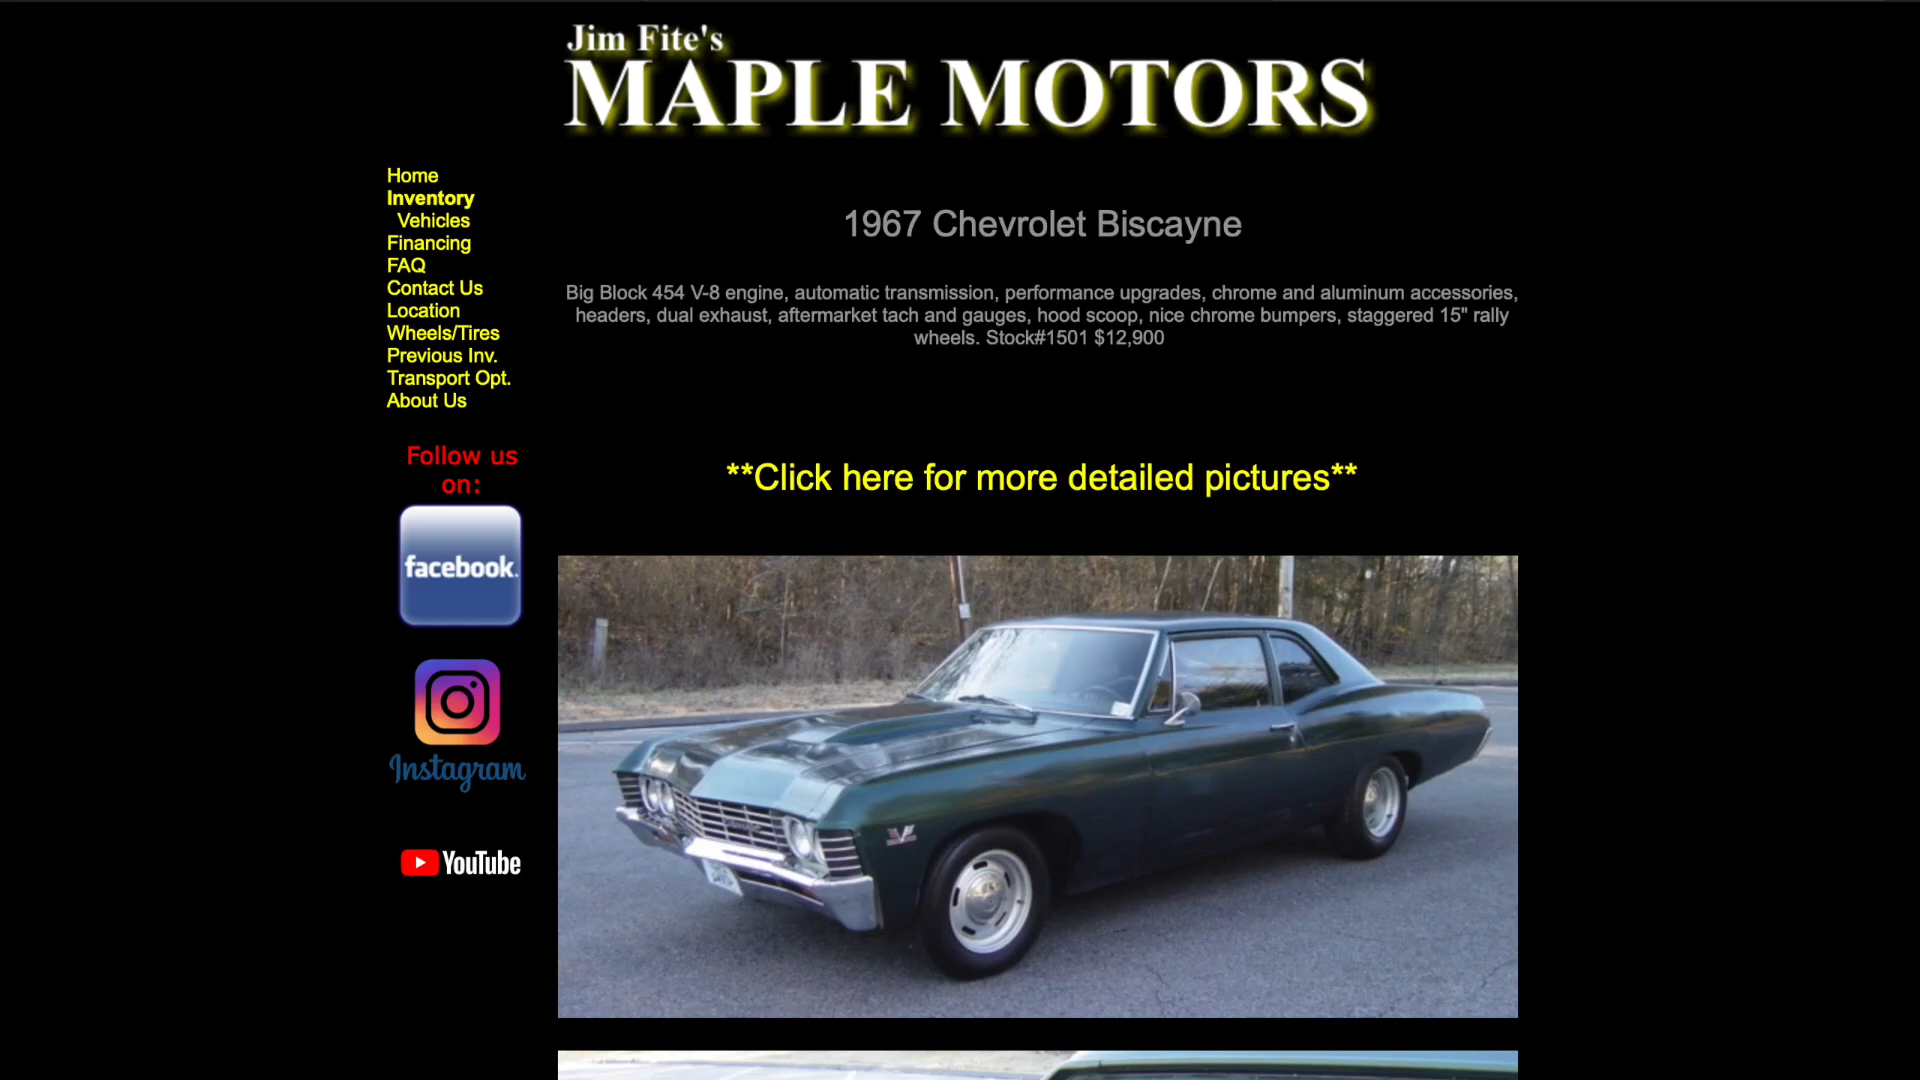 Jim Fite's
MAPLE MOTORS
Home
Inventory
Vehicles
Financing
FAQ
Contact Us
Location
Wheels/Tires
Previous Inv.
Transport Opt.
About Us
Follow us
on:
facebook.
Instagram
YouTube
1967 Chevrolet Biscayne
Big Block 454 V-8 engine, automatic transmission, performance upgrades, chrome and aluminum accessories,
headers, dual exhaust, aftermarket tach and gauges, hood scoop, nice chrome bumpers, staggered 15" rally
wheels. Stock#1501 $12,900
**Click here for more detailed pictures**